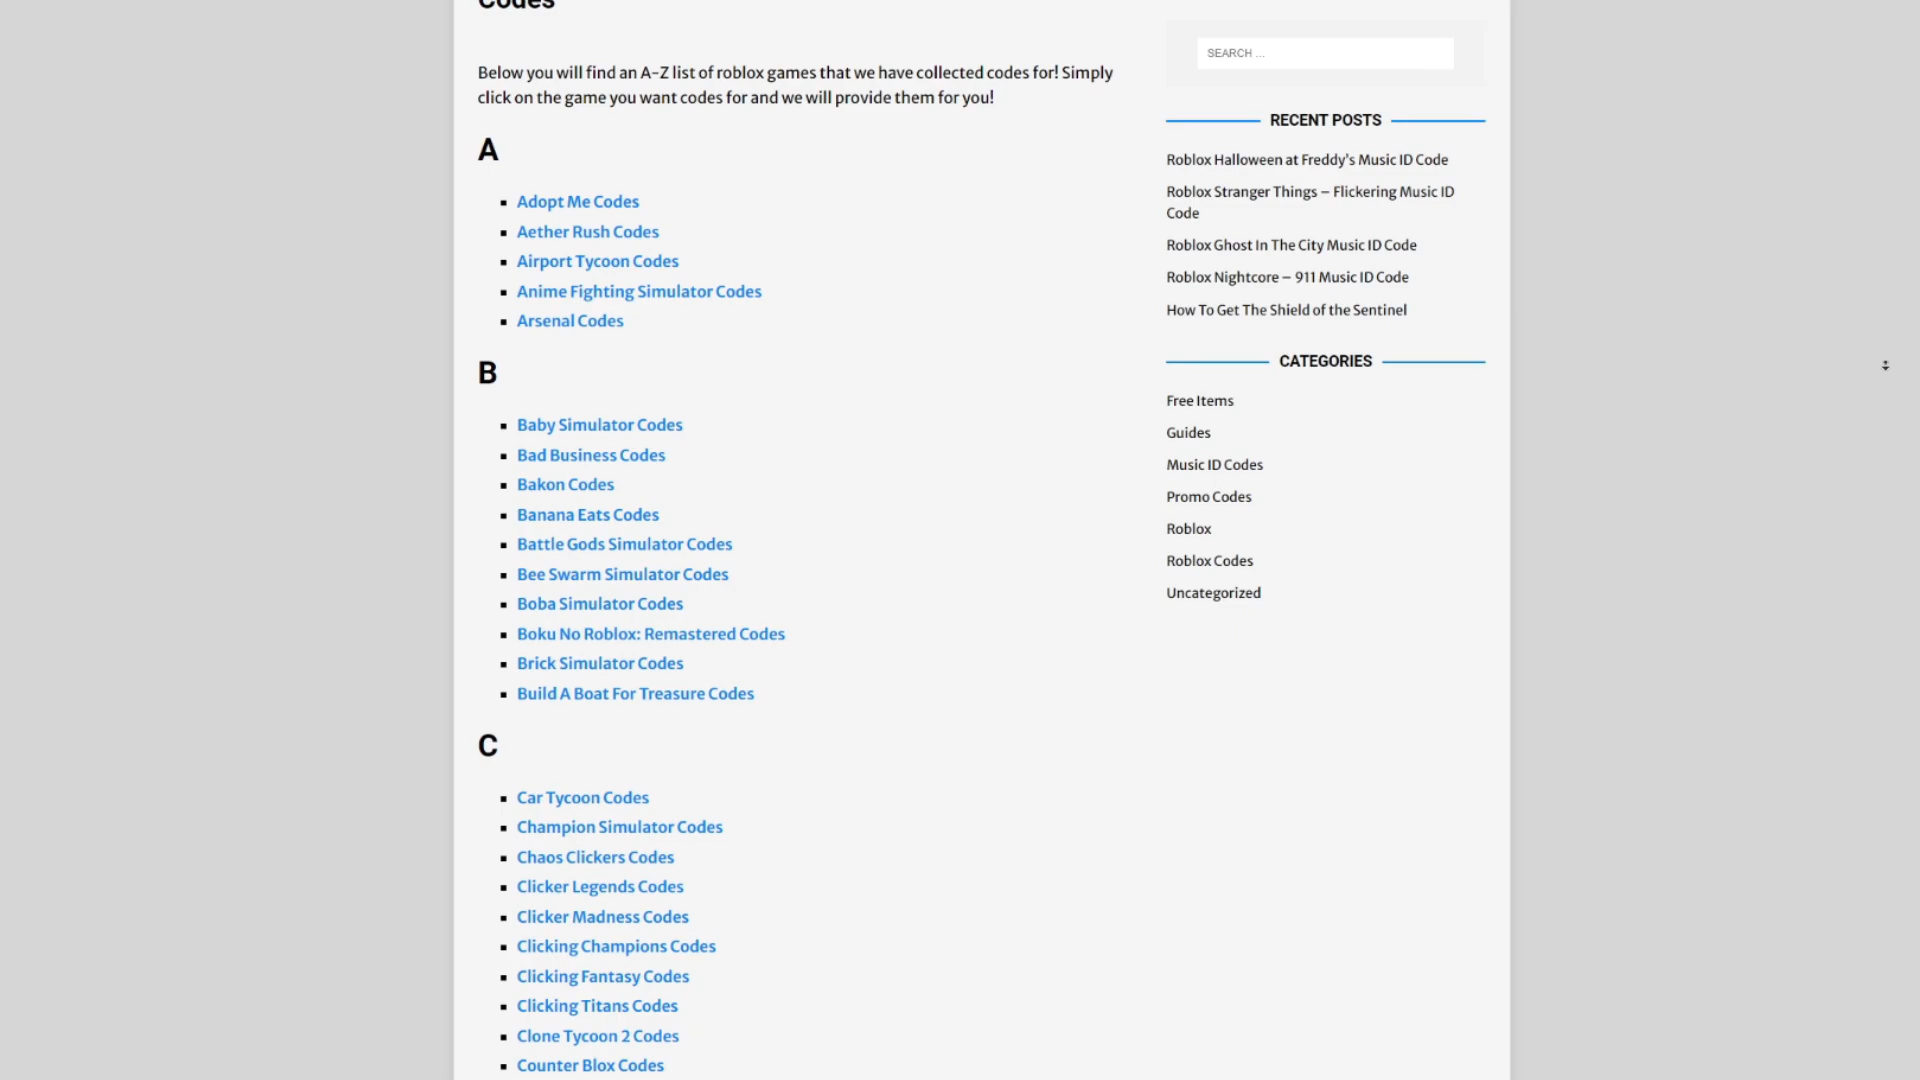 Codes
Below you will find an A-Z list of roblox games that we have collected codes for! Simply
click on the game you want codes for and we will provide them for you!
A
Adopt Me Codes
Aether Rush Codes
Airport Tycoon Codes
Anime Fighting Simulator Codes
Arsenal Codes
B
Baby Simulator Codes
Bad Business Codes
Bakon Codes
Banana Eats Codes
Battle Gods Simulator Codes
Bee Swarm Simulator Codes
Boba Simulator Codes
Boku No Roblox: Remastered Codes
Brick Simulator Codes
Build A Boat For Treasure Codes
C
Car Tycoon Codes
Champion Simulator Codes
Chaos Clickers Codes
Clicker Legends Codes
Clicker Madness Codes
Clicking Champions Codes
Clicking Fantasy Codes
Clicking Titans Codes
Clone Tycoon 2 Codes
Counter Blox Codes
SEARCH ...
RECENT POSTS
Roblox Halloween at Freddy's Music ID Code
Roblox Stranger Things – Flickering Music ID
Code
Roblox Ghost In The City Music ID Code
Roblox Nightcore – 911 Music ID Code
How To Get The Shield of the Sentinel
CATEGORIES
Free Items
Guides
Music ID Codes
Promo Codes
Roblox
Roblox Codes
Uncategorized